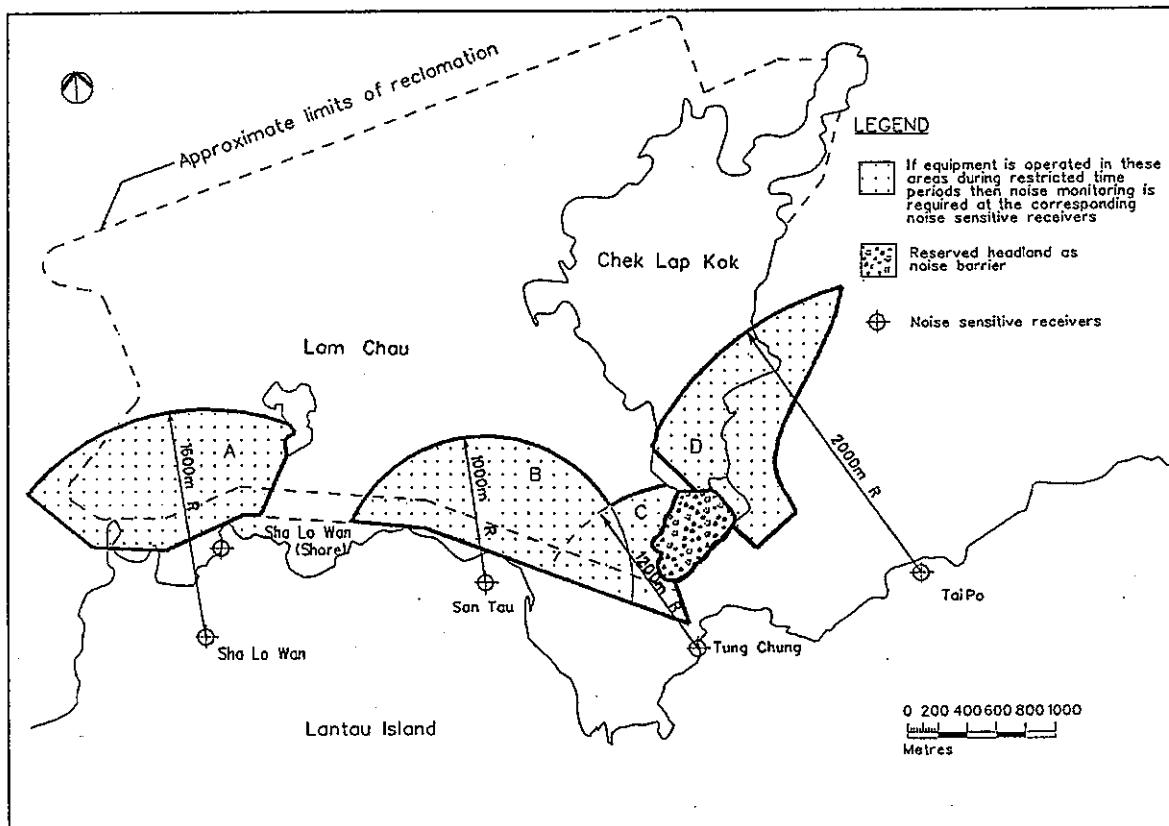 Approximate limits of reclamation
LEGEND
If equipment is operated in these
areas during restricted time
periods then noise monitoring is
required at the corresponding
noise sensitive receivers
Reserved headland as
noise barrier
Noise sensitive receivers
Chek Lap Kok
Lam Chau
A
1600m R
B
1000m R
C
1200m R
D
2000m R
Sha Lo Wan
(Shore)
San Tau
Sha Lo Wan
Tung Chung
TaiPo
Lantau Island
0 200 400 600 800 1000
Metres